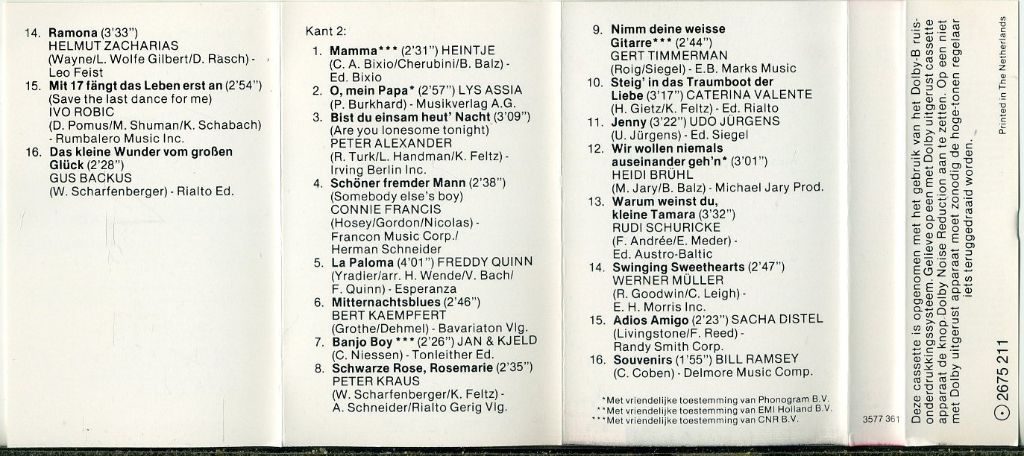 14. Ramona (3'33")
HELMUT ZACHARIAS
(Wayne/L. Wolfe Gilbert/D. Rasch) -
Leo Feist
15. Mit 17 fängt das Leben erst an (2'54")
(Save the last dance for me)
IVO ROBIC
(D. Pomus/M. Shuman/K. Schabach)
- Rumbalero Music Inc.
16. Das kleine Wunder vom großen
Glück (2'28")
GUS BACKUS
(W. Scharfenberger) - Rialto Ed.
Kant 2:
1. Mamma*** (2'31") HEINTJE
(C. A. Bixio/Cherubini/B. Balz) -
Ed. Bixio
2. O, mein Papa* (2'57") LYS ASSIA
(P. Burkhard) - Musikverlag A.G.
3. Bist du einsam heut' Nacht (3'09")
(Are you lonesome tonight)
PETER ALEXANDER
(R. Turk/L. Handman/K. Feltz) -
Irving Berlin Inc.
4. Schöner fremder Mann (2'38")
(Somebody else's boy)
CONNIE FRANCIS
(Hosey/Gordon/Nicolas) -
Francon Music Corp./
Herman Schneider
5. La Paloma (4'01") FREDDY QUINN
(Yradier/arr. H. Wende/V. Bach/
F. Quinn) - Esperanza
6. Mitternachtsblues (2'46")
BERT KAEMPFERT
(Grothe/Dehmel) - Bavariaton Vlg.
7. Banjo Boy *** (2'26") JAN & KJELD
(C. Niessen) - Tonleither Ed.
8. Schwarze Rose, Rosemarie (2'35")
PETER KRAUS
(W. Scharfenberger/K. Feltz) -
A. Schneider/Rialto Gerig Vlg.
9. Nimm deine weisse
Gitarre*** (2'44")
GERT TIMMERMAN
(Roig/Siegel) - E.B. Marks Music
10. Steig' in das Traumboot der
Liebe (3'17") CATERINA VALENTE
(H. Gietz/K. Feltz) - Ed. Rialto
11. Jenny (3'22") UDO JÜRGENS
(U. Jürgens) - Ed. Siegel
12. Wir wollen niemals
auseinander geh'n* (3'01")
HEIDI BRÜHL
(M. Jary/B. Balz) - Michael Jary Prod.
13. Warum weinst du,
kleine Tamara (3'32")
RUDI SCHURICKE
(F. Andrée/E. Meder) -
Ed. Austro-Baltic
14. Swinging Sweethearts (2'47")
WERNER MÜLLER
(R. Goodwin/C. Leigh) -
E. H. Morris Inc.
15. Adios Amigo (2'23") SACHA DISTEL
(Livingstone/F. Reed) -
Randy Smith Corp.
16. Souvenirs (1'55") BILL RAMSEY
(C. Coben) - Delmore Music Comp.
*Met vriendelijke toestemming van Phonogram B.V.
**Met vriendelijke toestemming van EMI Holland B.V.
***Met vriendelijke toestemming van CNR B.V.
3577 361
Deze cassette is opgenomen met het gebruik van het Dolby-B ruis-
onderdrukkingssysteem. Gelieve op een met Dolby uitgerust cassette
apparaat de knop Dolby Noise Reduction aan te zetten. Op een niet
met Dolby uitgerust apparaat moet zonodig de hoge-tonen regelaar
iets teruggedraaid worden.
2675 211
Printed in The Netherlands